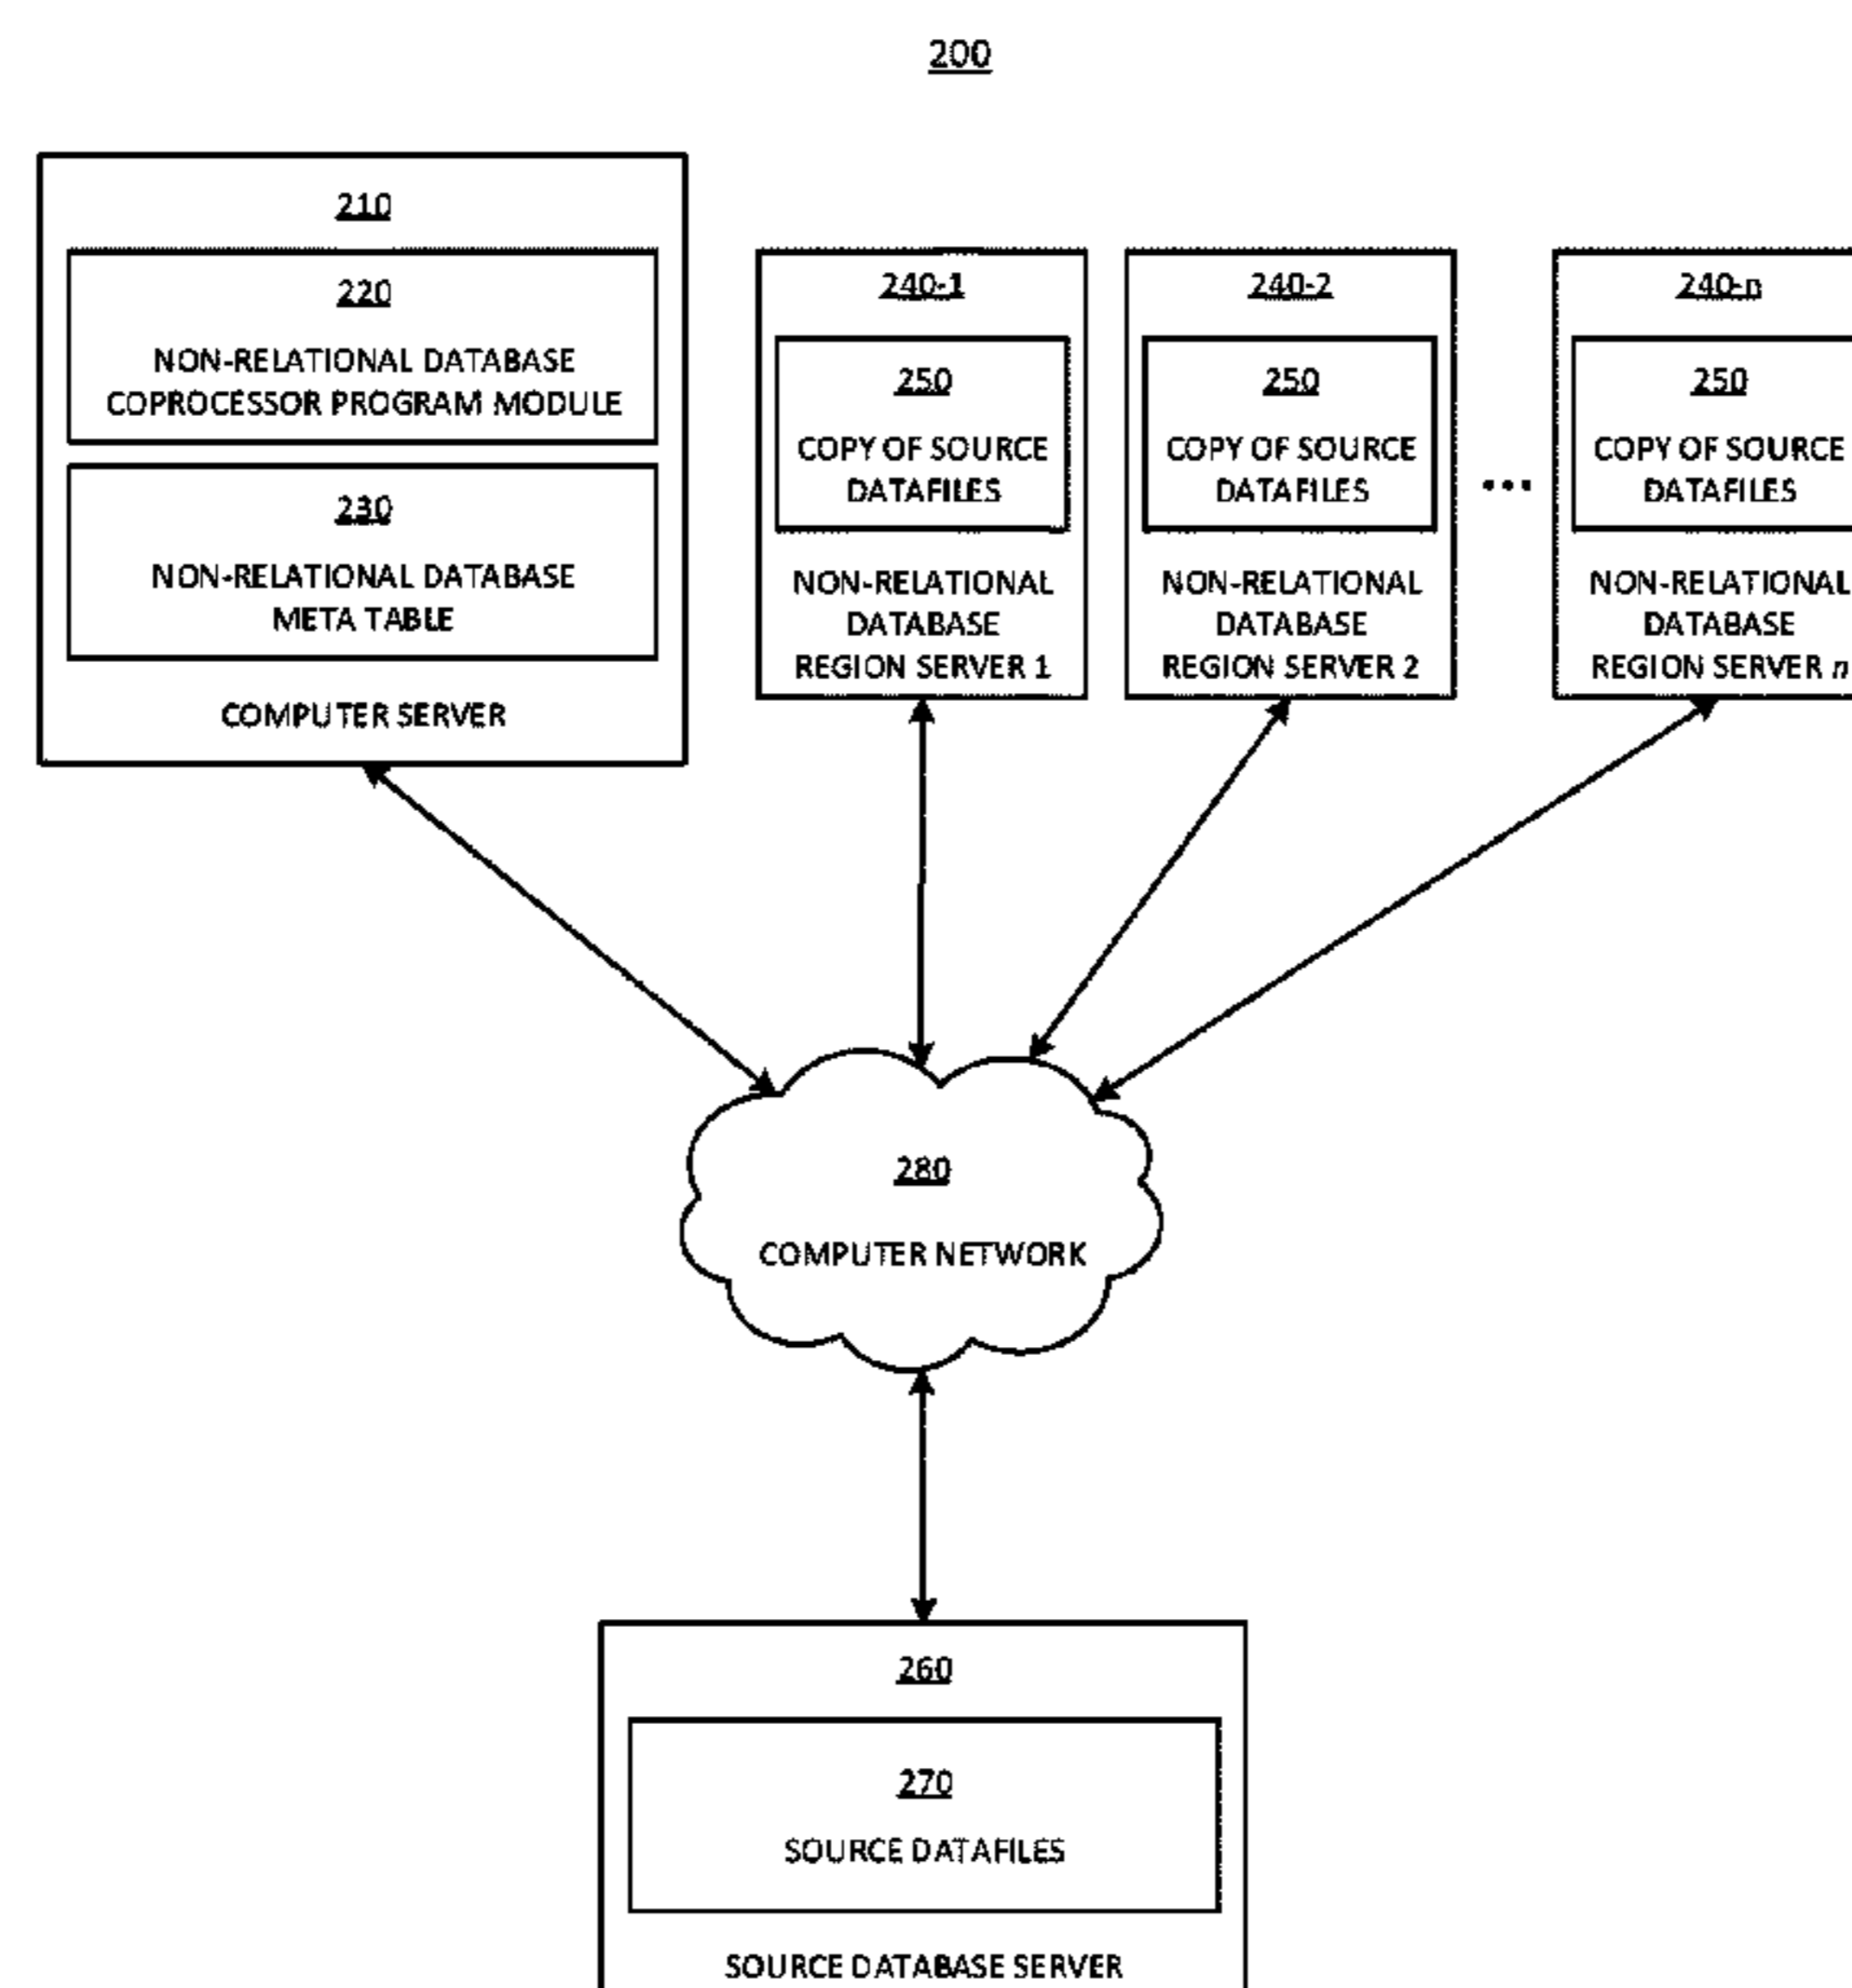 200
210
220
NON-RELATIONAL DATABASE
COPROCESSOR PROGRAM MODULE
230
NON-RELATIONAL DATABASE
META TABLE
COMPUTER SERVER
240-1
250
COPY OF SOURCE
DATAFILES
NON-RELATIONAL
DATABASE
REGION SERVER 1
240-2
250
COPY OF SOURCE
DATAFILES
NON-RELATIONAL
DATABASE
REGION SERVER 2
...
240-n
250
COPY OF SOURCE
DATAFILES
NON-RELATIONAL
DATABASE
REGION SERVER n
280
COMPUTER NETWORK
260
270
SOURCE DATAFILES
SOURCE DATABASE SERVER